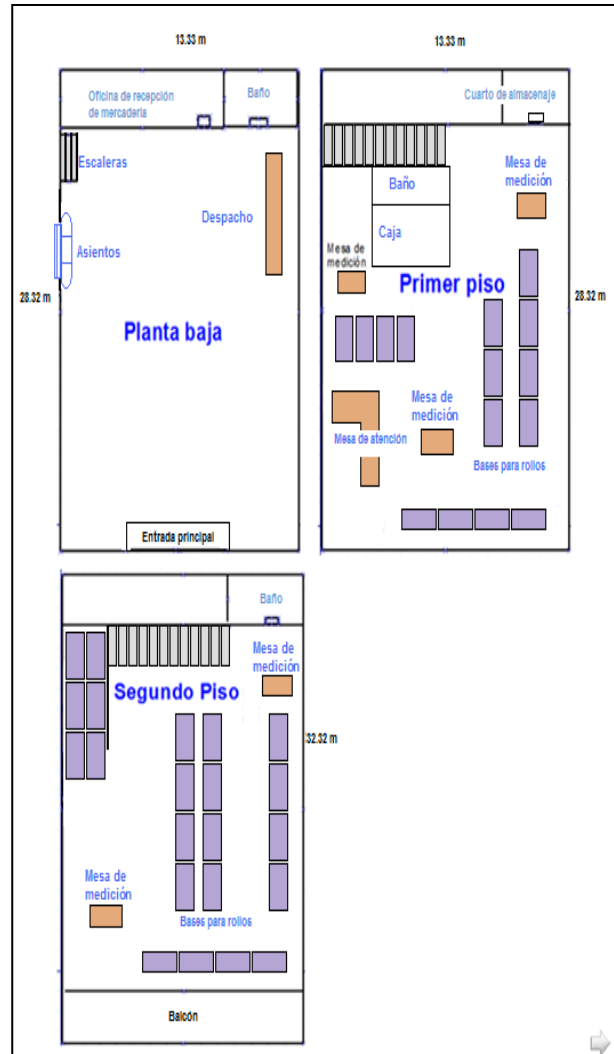 13.33 m
Oficina de recepción
de mercadería
Baño
Escaleras
Despacho
Asientos
28.32 m
Planta baja
Entrada principal
13.33 m
Cuarto de almacenaje
Mesa de
medición
Baño
Caja
Mesa de
medición
Primer piso
28.32 m
Mesa de
medición
Mesa de atención
Bases para rollos
Baño
Mesa de
medición
Segundo Piso
32.32 m
Mesa de
medición
Bases para rollos
Balcón